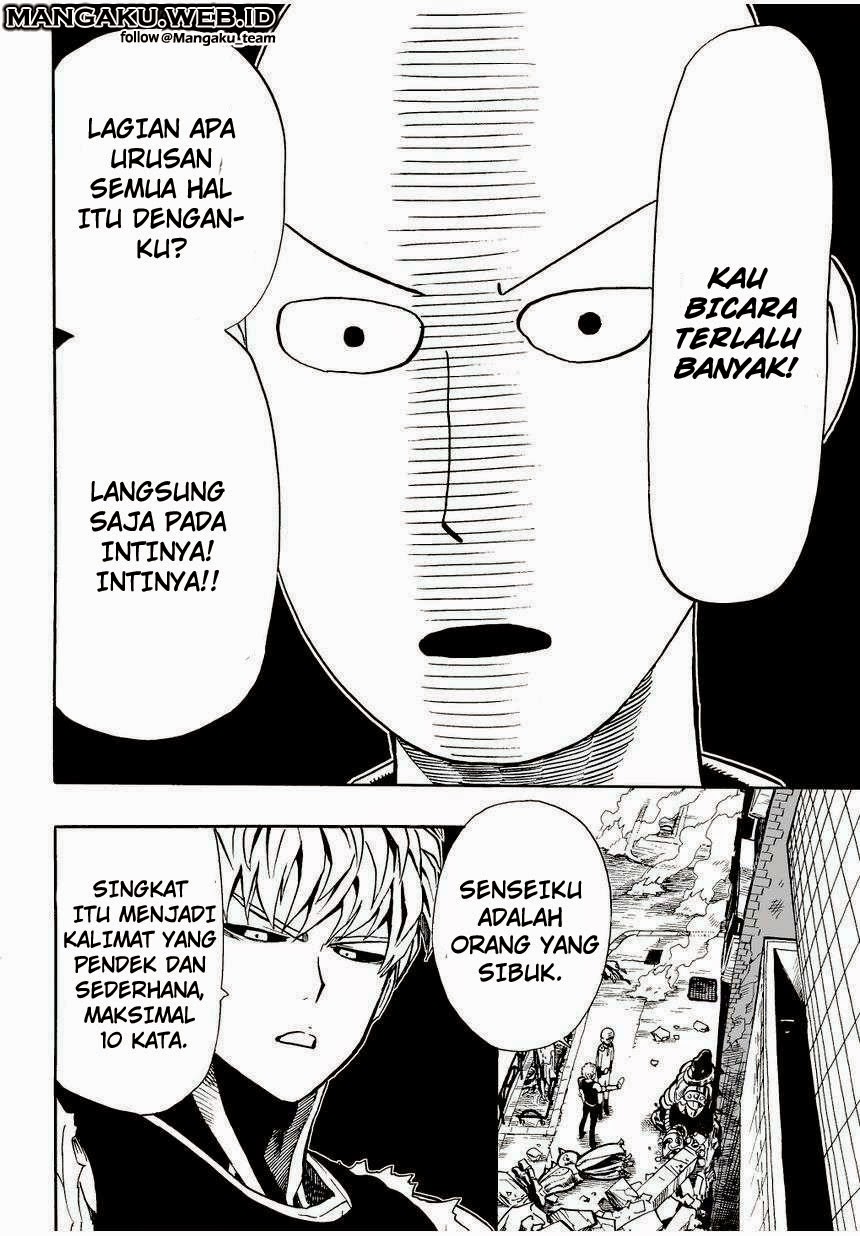 MANGAKU.WEB.ID
follow @Mangaku_team
KAU
BICARA
TERLALU
BANYAK!
LAGIAN APA
URUSAN
SEMUA HAL
ITU DENGAN-
KU?
LANGSUNG
SAJA PADA
INTINYA!
INTINYA!!
SENSEIKU
ADALAH
ORANG YANG
SIBUK.
SINGKAT
ITU MENJADI
KALIMAT YANG
PENDEK DAN
SEDERHANA,
MAKSIMAL
10 KATA.